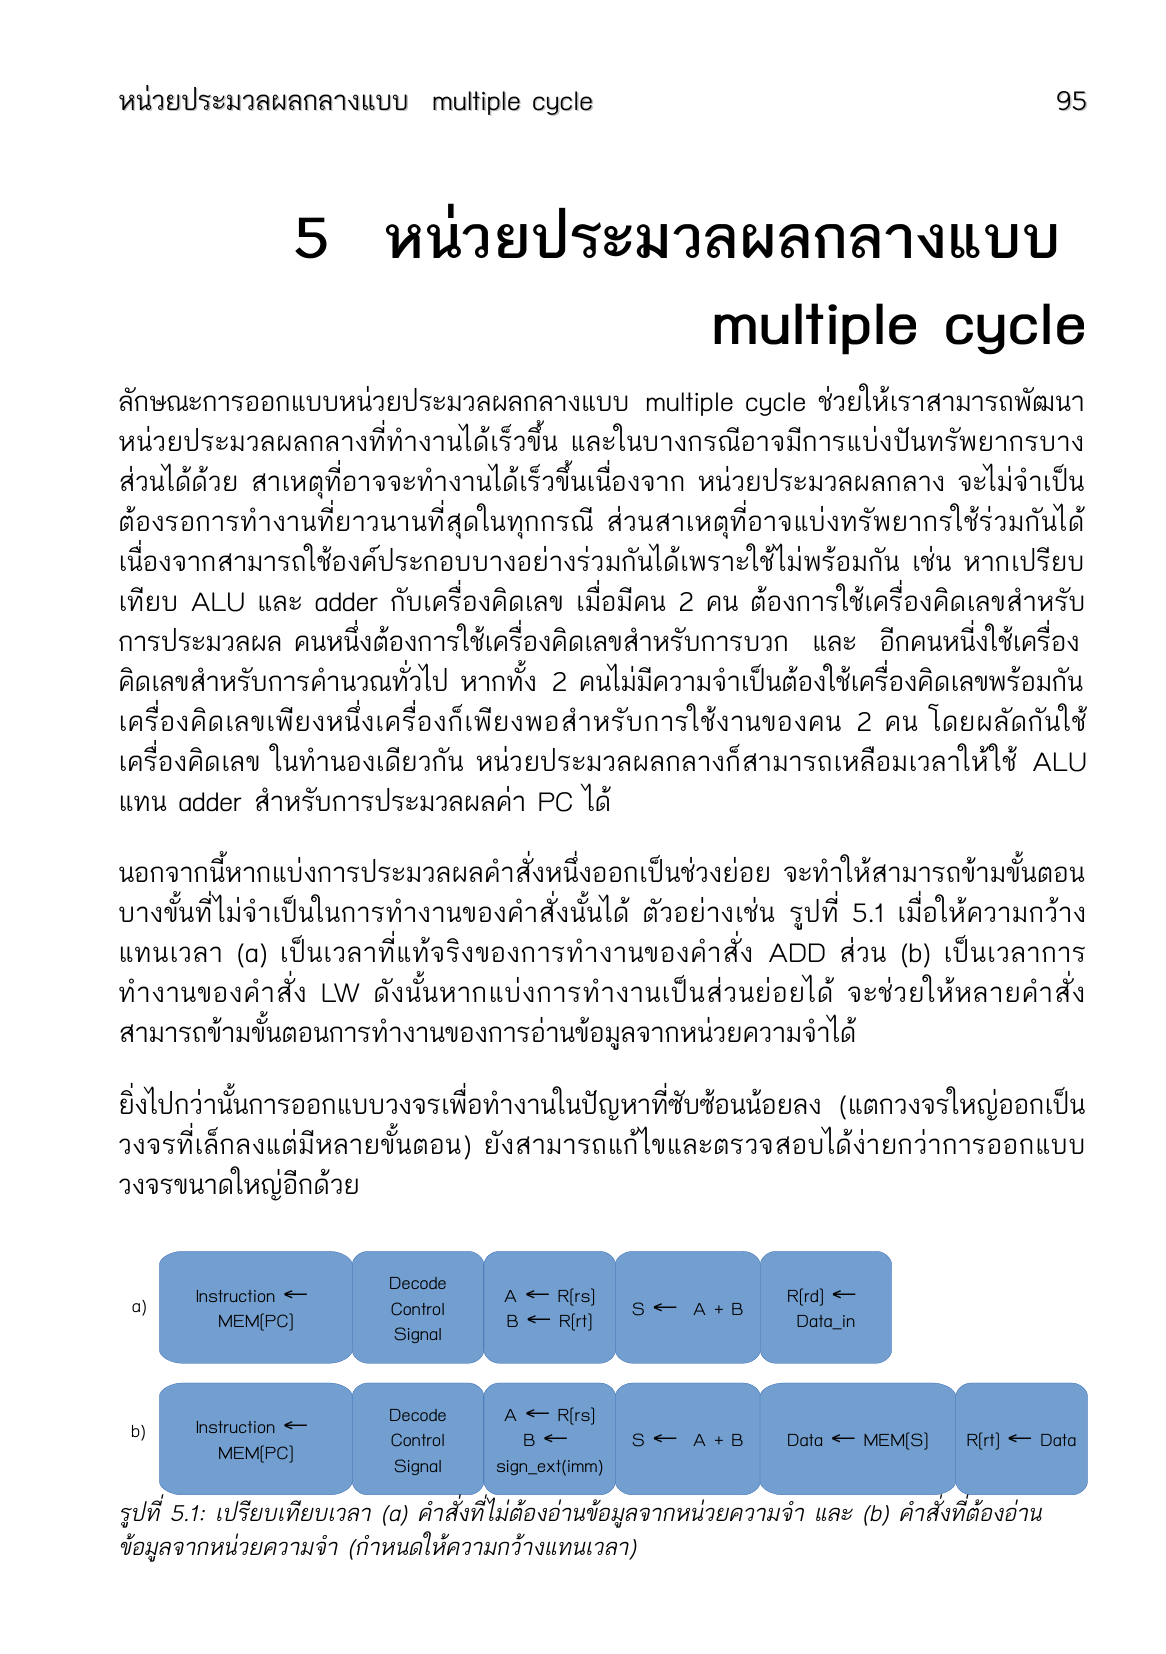 หน่วยประมวลผลกลางแบบ multiple cycle 95
5 หน่วยประมวลผลกลางแบบ
multiple cycle
ลักษณะการออกแบบหน่วยประมวลผลกลางแบบ multiple cycle ช่วยให้เราสามารถพัฒนา
หน่วยประมวลผลกลางที่ทำงานได้เร็วขึ้น และในบางกรณีอาจมีการแบ่งปันทรัพยากรบาง
ส่วนได้ด้วย สาเหตุที่อาจจะทำงานได้เร็วขึ้นเนื่องจาก หน่วยประมวลผลกลาง จะไม่จำเป็น
ต้องรอการทำงานที่ยาวนานที่สุดในทุกกรณี ส่วนสาเหตุที่อาจแบ่งทรัพยากรใช้ร่วมกันได้
เนื่องจากสามารถใช้องค์ประกอบบางอย่างร่วมกันได้เพราะใช้ไม่พร้อมกัน เช่น หากเปรียบ
เทียบ ALU และ adder กับเครื่องคิดเลข เมื่อมีคน 2 คน ต้องการใช้เครื่องคิดเลขสำหรับ
การประมวลผล คนหนึ่งต้องการใช้เครื่องคิดเลขสำหรับการบวก และ อีกคนหนี่งใช้เครื่อง
คิดเลขสำหรับการคำนวณทั่วไป หากทั้ง 2 คนไม่มีความจำเป็นต้องใช้เครื่องคิดเลขพร้อมกัน
เครื่องคิดเลขเพียงหนึ่งเครื่องก็เพียงพอสำหรับการใช้งานของคน 2 คน โดยผลัดกันใช้
เครื่องคิดเลข ในทำนองเดียวกัน หน่วยประมวลผลกลางก็สามารถเหลือมเวลาให้ใช้ ALU
แทน adder สำหรับการประมวลผลค่า PC ได้
นอกจากนี้หากแบ่งการประมวลผลคำสั่งหนึ่งออกเป็นช่วงย่อย จะทำให้สามารถข้ามขั้นตอน
บางขั้นที่ไม่จำเป็นในการทำงานของคำสั่งนั้นได้ ตัวอย่างเช่น รูปที่ 5.1 เมื่อให้ความกว้าง
แทนเวลา (a) เป็นเวลาที่แท้จริงของการทำงานของคำสั่ง ADD ส่วน (b) เป็นเวลาการ
ทำงานของคำสั่ง LW ดังนั้นหากแบ่งการทำงานเป็นส่วนย่อยได้ จะช่วยให้หลายคำสั่ง
สามารถข้ามขั้นตอนการทำงานของการอ่านข้อมูลจากหน่วยความจำได้
ยิ่งไปกว่านั้นการออกแบบวงจรเพื่อทำงานในปัญหาที่ซับซ้อนน้อยลง (แตกวงจรใหญ่ออกเป็น
วงจรที่เล็กลงแต่มีหลายขั้นตอน) ยังสามารถแก้ไขและตรวจสอบได้ง่ายกว่าการออกแบบ
วงจรขนาดใหญ่อีกด้วย
a)
Instruction ←
MEM[PC]
Decode
Control
Signal
A ← R[rs]
B ← R[rt]
S ← A + B
R[rd] ←
Data_in
b)
Instruction ←
MEM[PC]
Decode
Control
Signal
A ← R[rs]
B ←
sign_ext(imm)
S ← A + B
Data ← MEM[S]
R[rt] ← Data
รูปที่ 5.1: เปรียบเทียบเวลา (a) คำสั่งที่ไม่ต้องอ่านข้อมูลจากหน่วยความจำ และ (b) คำสั่งที่ต้องอ่าน
ข้อมูลจากหน่วยความจำ (กำหนดให้ความกว้างแทนเวลา)